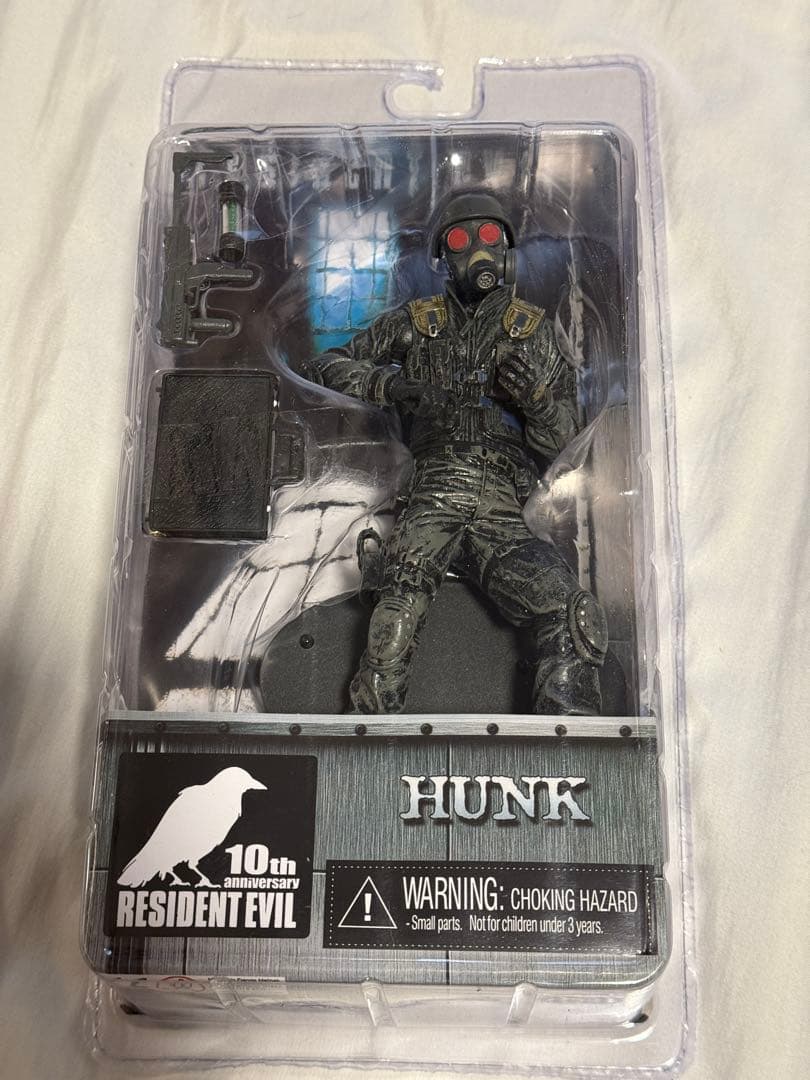 HUNK
10th
anniversary
RESIDENT EVIL
!
WARNING: CHOKING HAZARD
- Small parts. Not for children under 3 years.